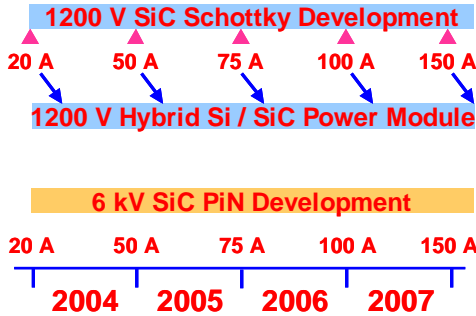 1200 V SiC Schottky Development
20 A 50 A 75 A 100 A 150 A
1200 V Hybrid Si / SiC Power Module
6 kV SiC PiN Development
20 A 50 A 75 A 100 A 150 A
2004 2005 2006 2007